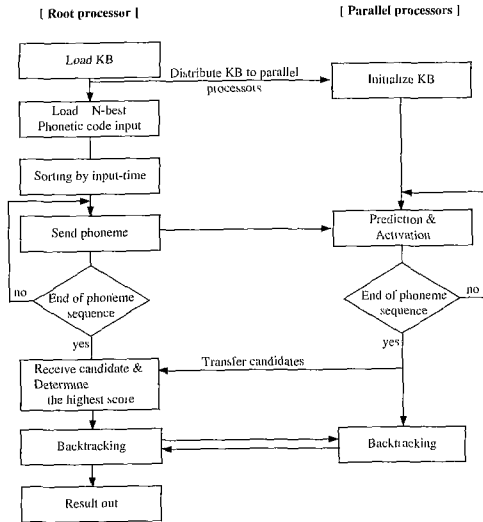 [ Root processor ]
[ Parallel processors ]
Load KB
Distribute KB to parallel
processors
Initialize KB
Load N-best
Phonetic code input
Sorting by input-time
Send phoneme
Prediction &
Activation
no
End of phoneme
sequence
yes
End of phoneme
sequence
no
yes
Receive candidate &
Determine
the highest score
Transfer candidates
Backtracking
Backtracking
Result out